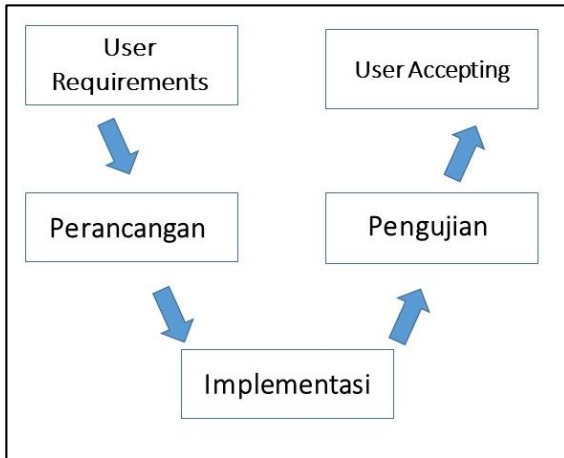 User
Requirements
User Accepting
Perancangan
Pengujian
Implementasi